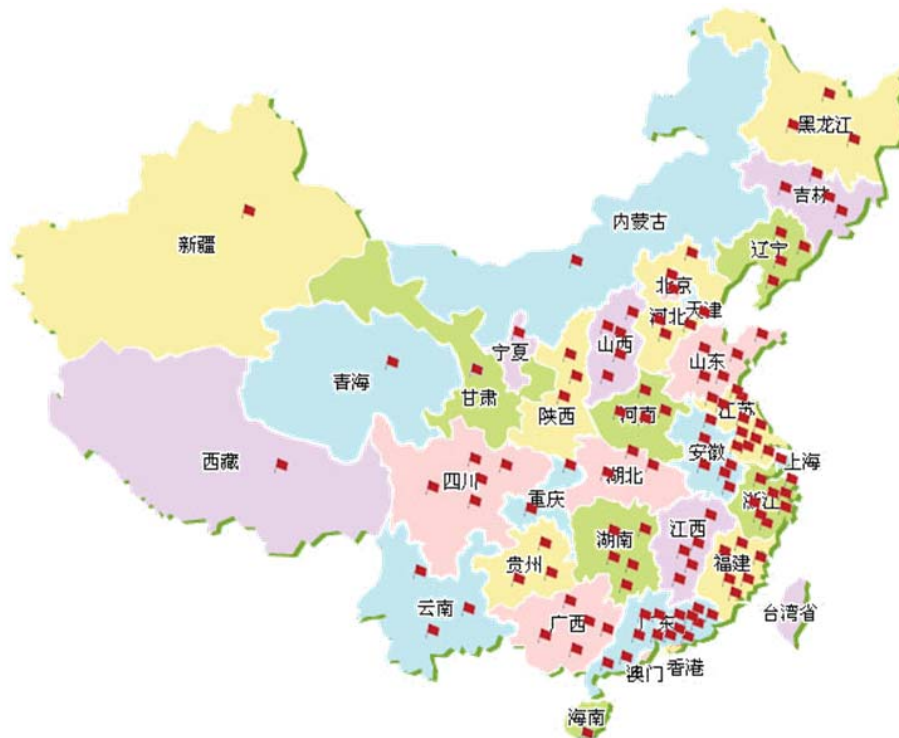 黑龙江
吉林
辽宁
内蒙古
新疆
北京
天津
河北
山西
宁夏
山东
青海
甘肃
陕西
河南
江苏
安徽
上海
西藏
四川
湖北
重庆
浙江
江西
湖南
贵州
福建
云南
广西
广东
台湾省
香港
澳门
海南